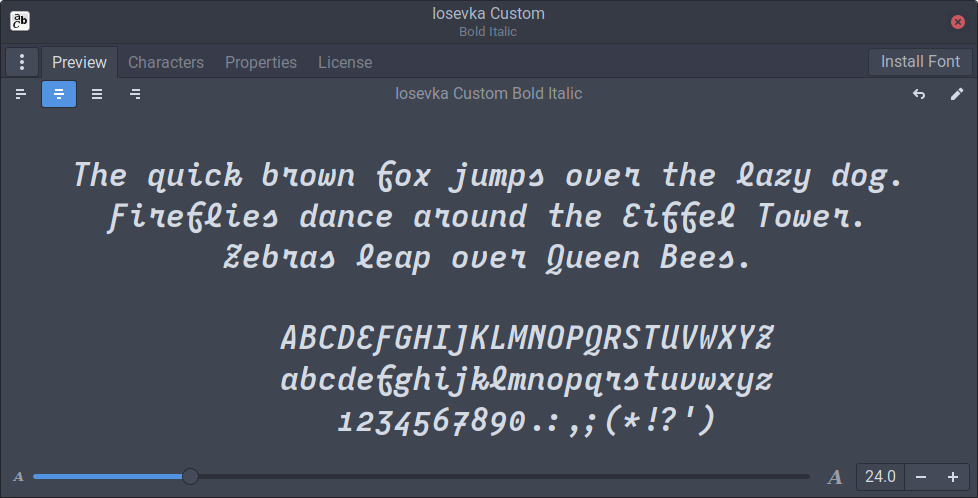 abc
Iosevka Custom
Bold Italic
Preview Characters Properties License Install Font
Iosevka Custom Bold Italic
The quick brown fox jumps over the lazy dog.
Fireflies dance around the Eiffel Tower.
Zebras leap over Queen Bees.
ABCDEFGHIJKLMNOPQRSTUVWXYZ
abcdefghijklmnopqrstuvwxyz
1234567890.:,;(*!?')
A A 24.0 − +